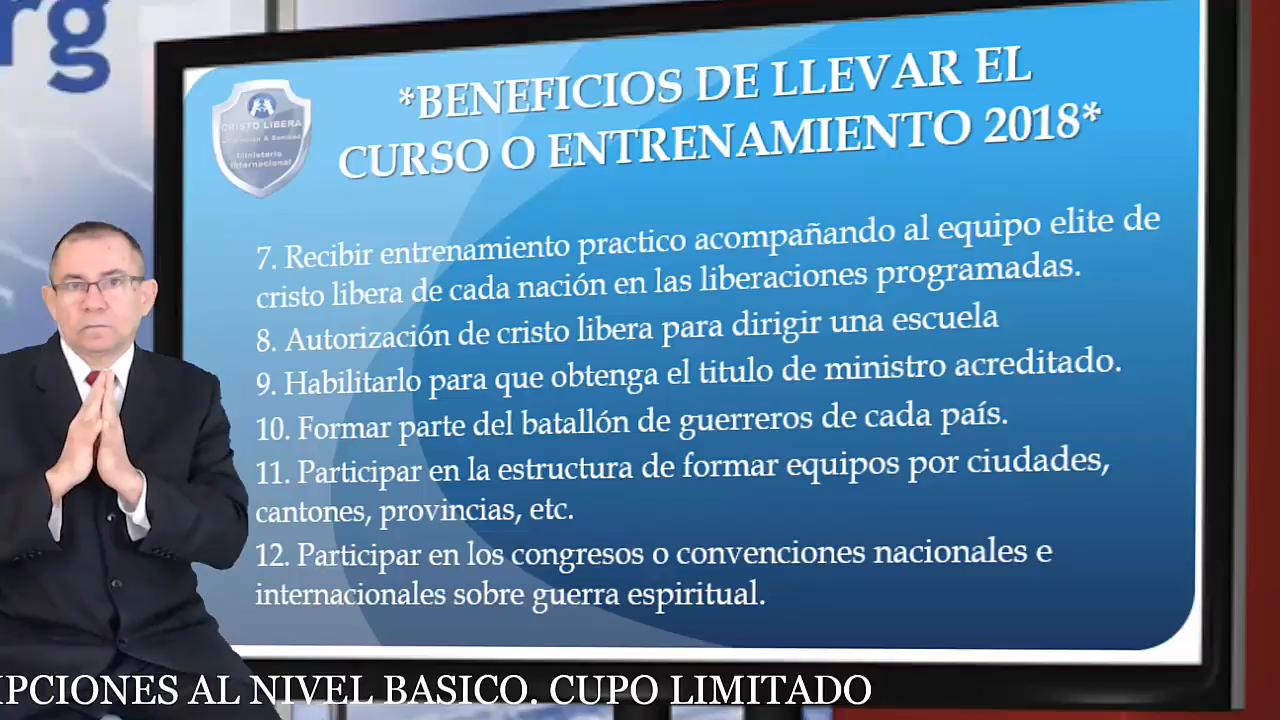 rg
*BENEFICIOS DE LLEVAR EL
CURSO O ENTRENAMIENTO 2018*
CRISTO LIBERA
Ministerio
Internacional
7. Recibir entrenamiento practico acompañando al equipo elite de
cristo libera de cada nación en las liberaciones programadas.
8. Autorización de cristo libera para dirigir una escuela
9. Habilitarlo para que obtenga el titulo de ministro acreditado.
10. Formar parte del batallón de guerreros de cada país.
11. Participar en la estructura de formar equipos por ciudades,
cantones, provincias, etc.
12. Participar en los congresos o convenciones nacionales e
internacionales sobre guerra espiritual.
IPCIONES AL NIVEL BASICO. CUPO LIMITADO